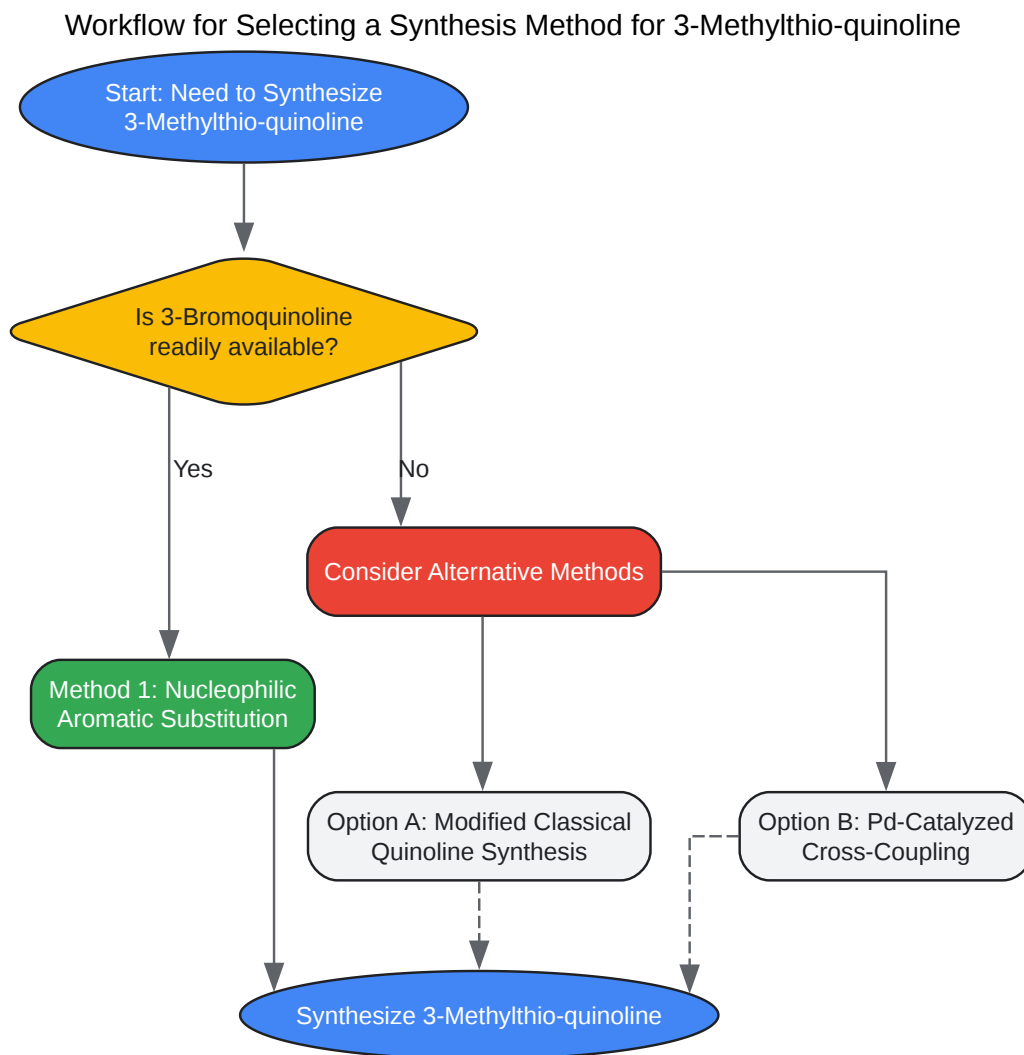 Workflow for Selecting a Synthesis Method for 3-Methylthio-quinoline
Start: Need to Synthesize
3-Methylthio-quinoline
Is 3-Bromoquinoline
readily available?
Yes
No
Consider Alternative Methods
Method 1: Nucleophilic
Aromatic Substitution
Option A: Modified Classical
Quinoline Synthesis
Option B: Pd-Catalyzed
Cross-Coupling
Synthesize 3-Methylthio-quinoline